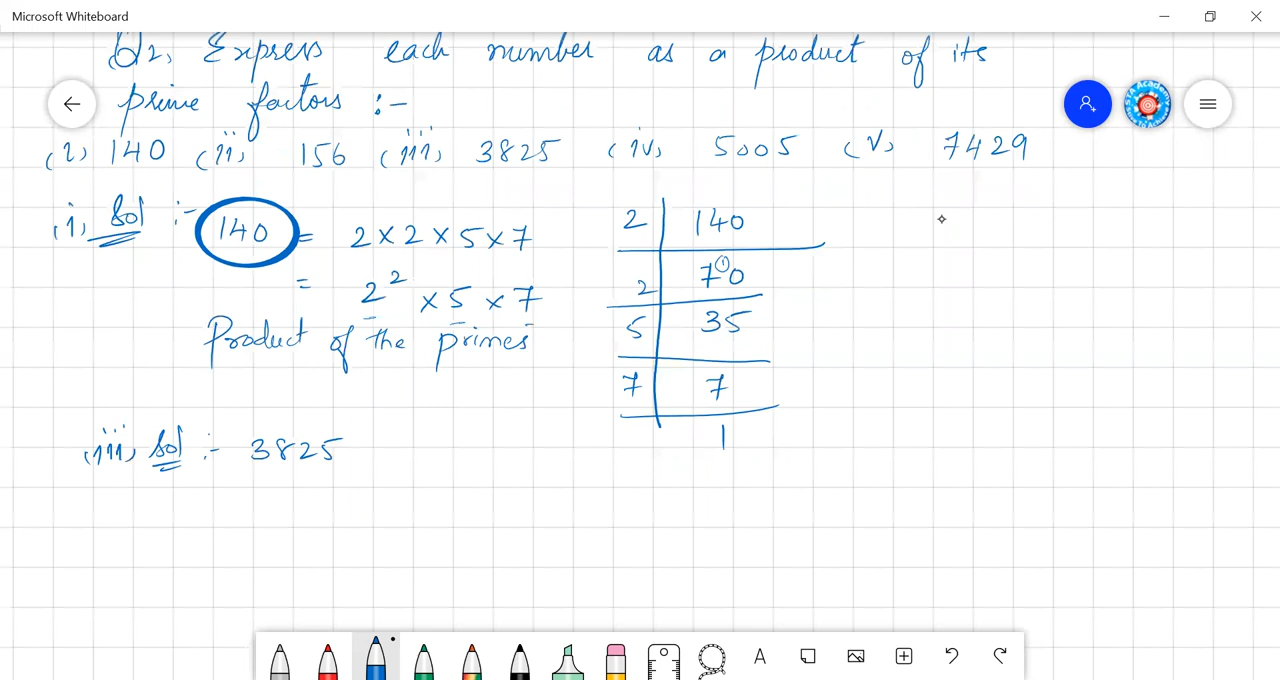 Microsoft Whiteboard
Q2, Express each number as a product of its
prime factors :-
(i) 140 (ii) 156 (iii) 3825 (iv) 5005 (v) 7429
(i) Sol :- 140 = 2 × 2 × 5 × 7
= 2² × 5 × 7
Product of the primes
2 | 140
2 | 70
5 | 35
7 | 7
1
(iii) Sol :- 3825